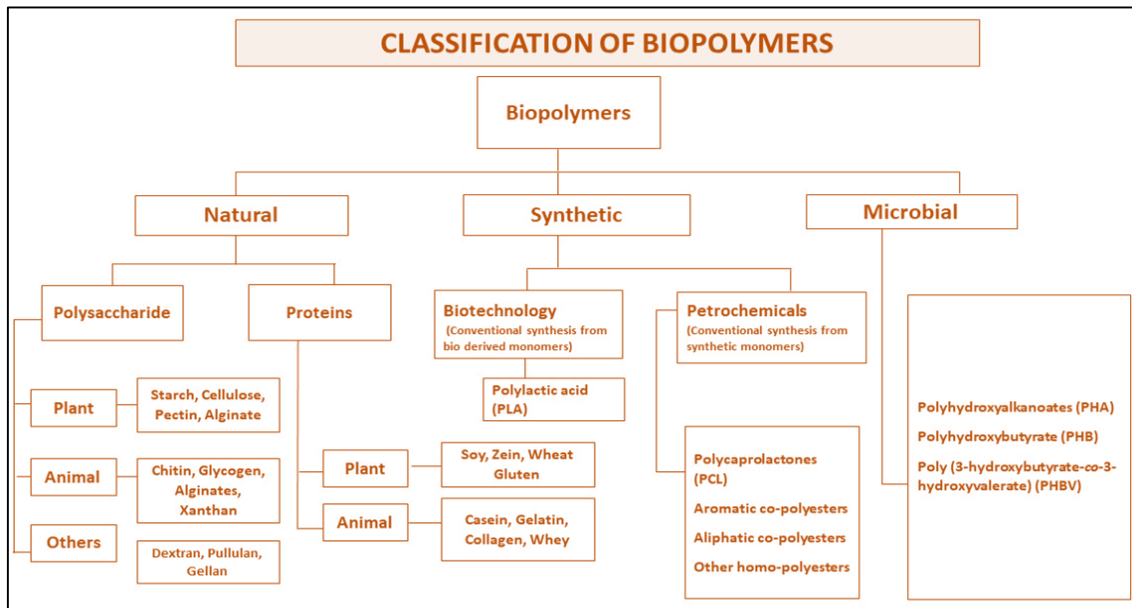 CLASSIFICATION OF BIOPOLYMERS
Biopolymers
Natural
Synthetic
Microbial
Polysaccharide
Proteins
Biotechnology
(Conventional synthesis from
bio derived monomers)
Petrochemicals
(Conventional synthesis from
synthetic monomers)
Plant
Starch, Cellulose,
Pectin, Alginate
Animal
Chitin, Glycogen,
Alginates,
Xanthan
Others
Dextran, Pullulan,
Gellan
Plant
Soy, Zein, Wheat
Gluten
Animal
Casein, Gelatin,
Collagen, Whey
Polylactic acid
(PLA)
Polycaprolactones
(PCL)
Aromatic co-polyesters
Aliphatic co-polyesters
Other homo-polyesters
Polyhydroxyalkanoates (PHA)
Polyhydroxybutyrate (PHB)
Poly (3-hydroxybutyrate-co-3-
hydroxyvalerate) (PHBV)